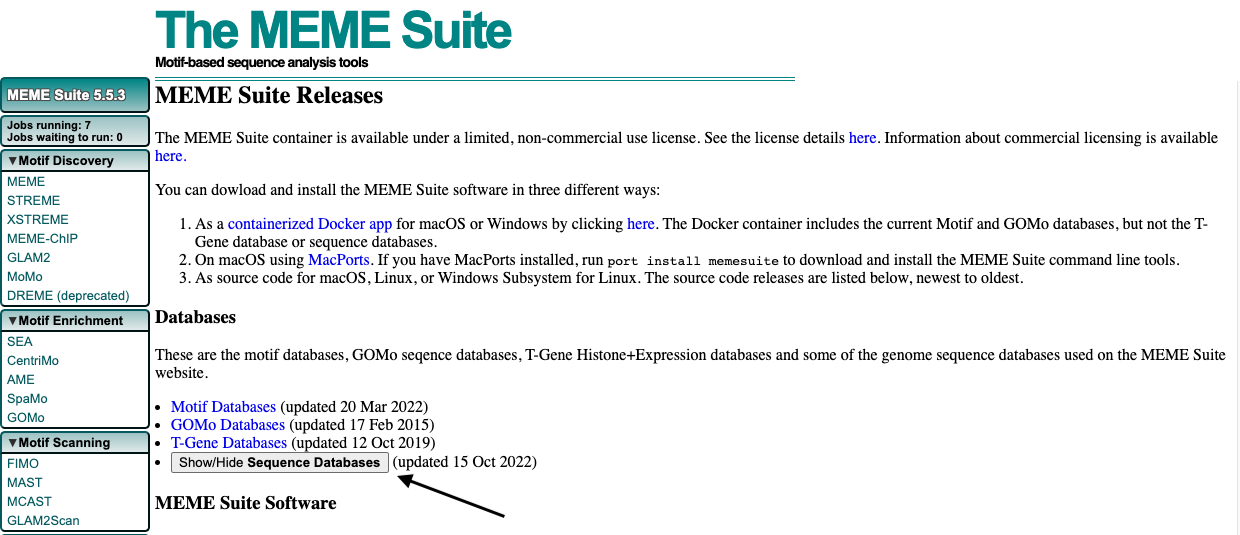 The MEME Suite
Motif-based sequence analysis tools
MEME Suite 5.5.3
Jobs running: 7
Jobs waiting to run: 0
▼Motif Discovery
MEME
STREME
XSTREME
MEME-ChIP
GLAM2
MoMo
DREME (deprecated)
▼Motif Enrichment
SEA
CentriMo
AME
SpaMo
GOMo
▼Motif Scanning
FIMO
MAST
MCAST
GLAM2Scan
MEME Suite Releases
The MEME Suite container is available under a limited, non-commercial use license. See the license details here. Information about commercial licensing is available
here.
You can dowload and install the MEME Suite software in three different ways:
1. As a containerized Docker app for macOS or Windows by clicking here. The Docker container includes the current Motif and GOMo databases, but not the T-
Gene database or sequence databases.
2. On macOS using MacPorts. If you have MacPorts installed, run port install memesuite to download and install the MEME Suite command line tools.
3. As source code for macOS, Linux, or Windows Subsystem for Linux. The source code releases are listed below, newest to oldest.
Databases
These are the motif databases, GOMo seqence databases, T-Gene Histone+Expression databases and some of the genome sequence databases used on the MEME Suite
website.
• Motif Databases (updated 20 Mar 2022)
• GOMo Databases (updated 17 Feb 2015)
• T-Gene Databases (updated 12 Oct 2019)
• Show/Hide Sequence Databases (updated 15 Oct 2022)
MEME Suite Software